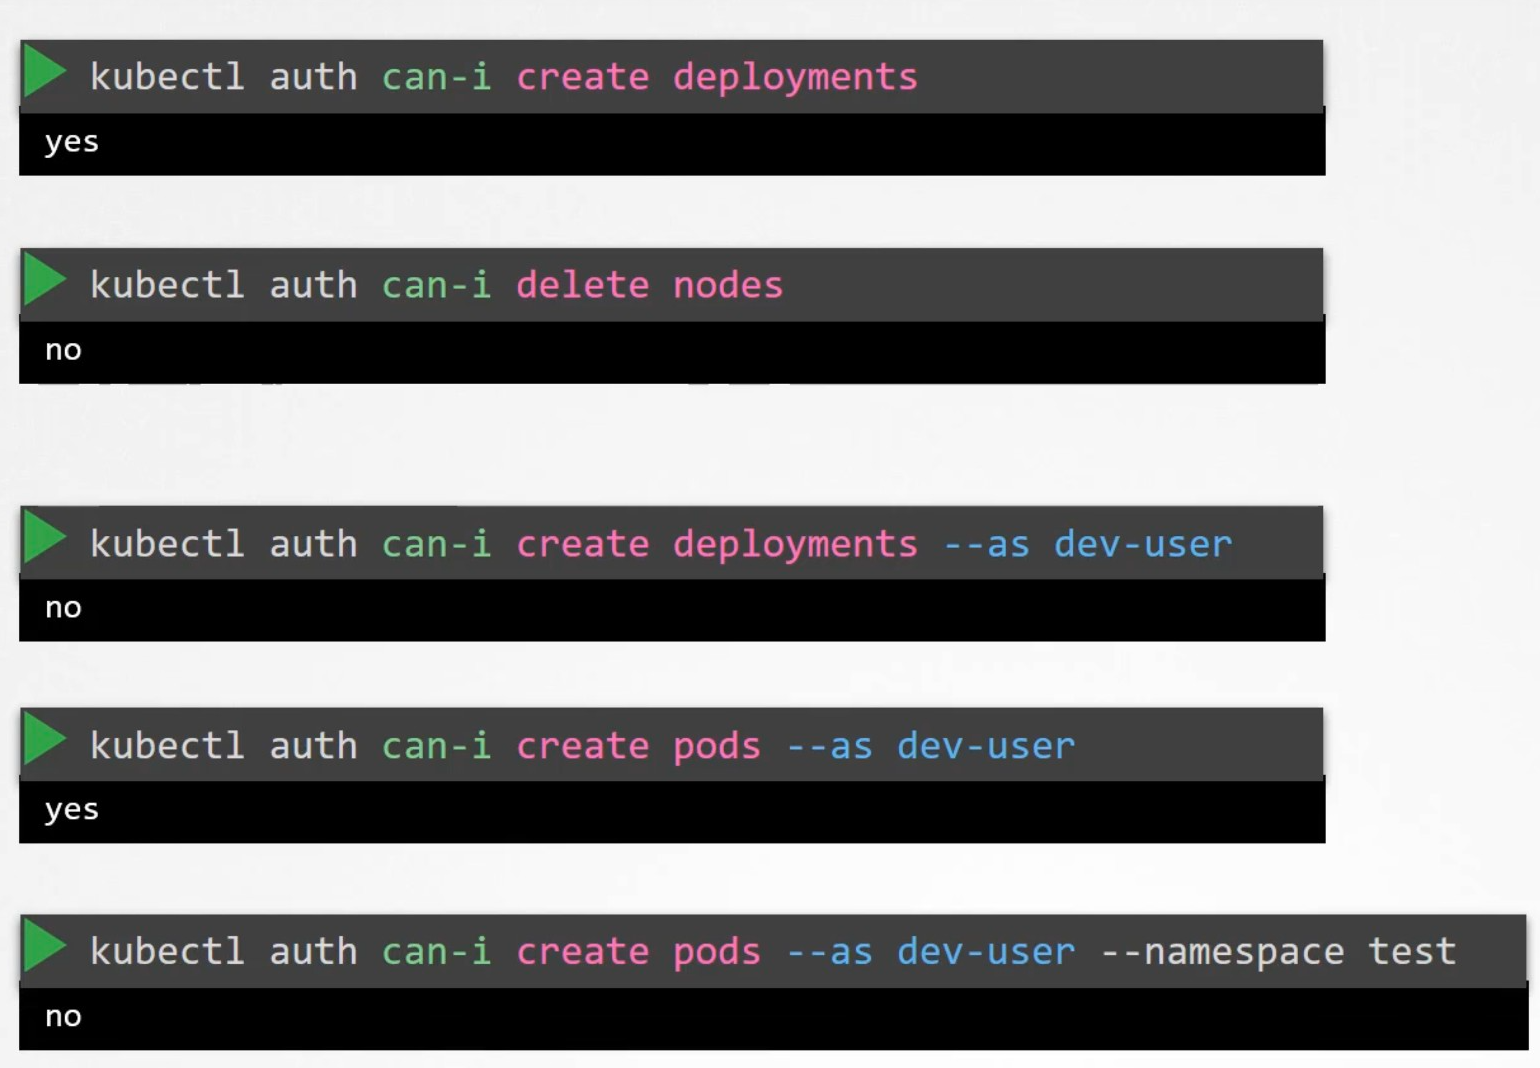 kubectl auth can-i create deployments
yes
kubectl auth can-i delete nodes
no
kubectl auth can-i create deployments --as dev-user
no
kubectl auth can-i create pods --as dev-user
yes
kubectl auth can-i create pods --as dev-user --namespace test
no